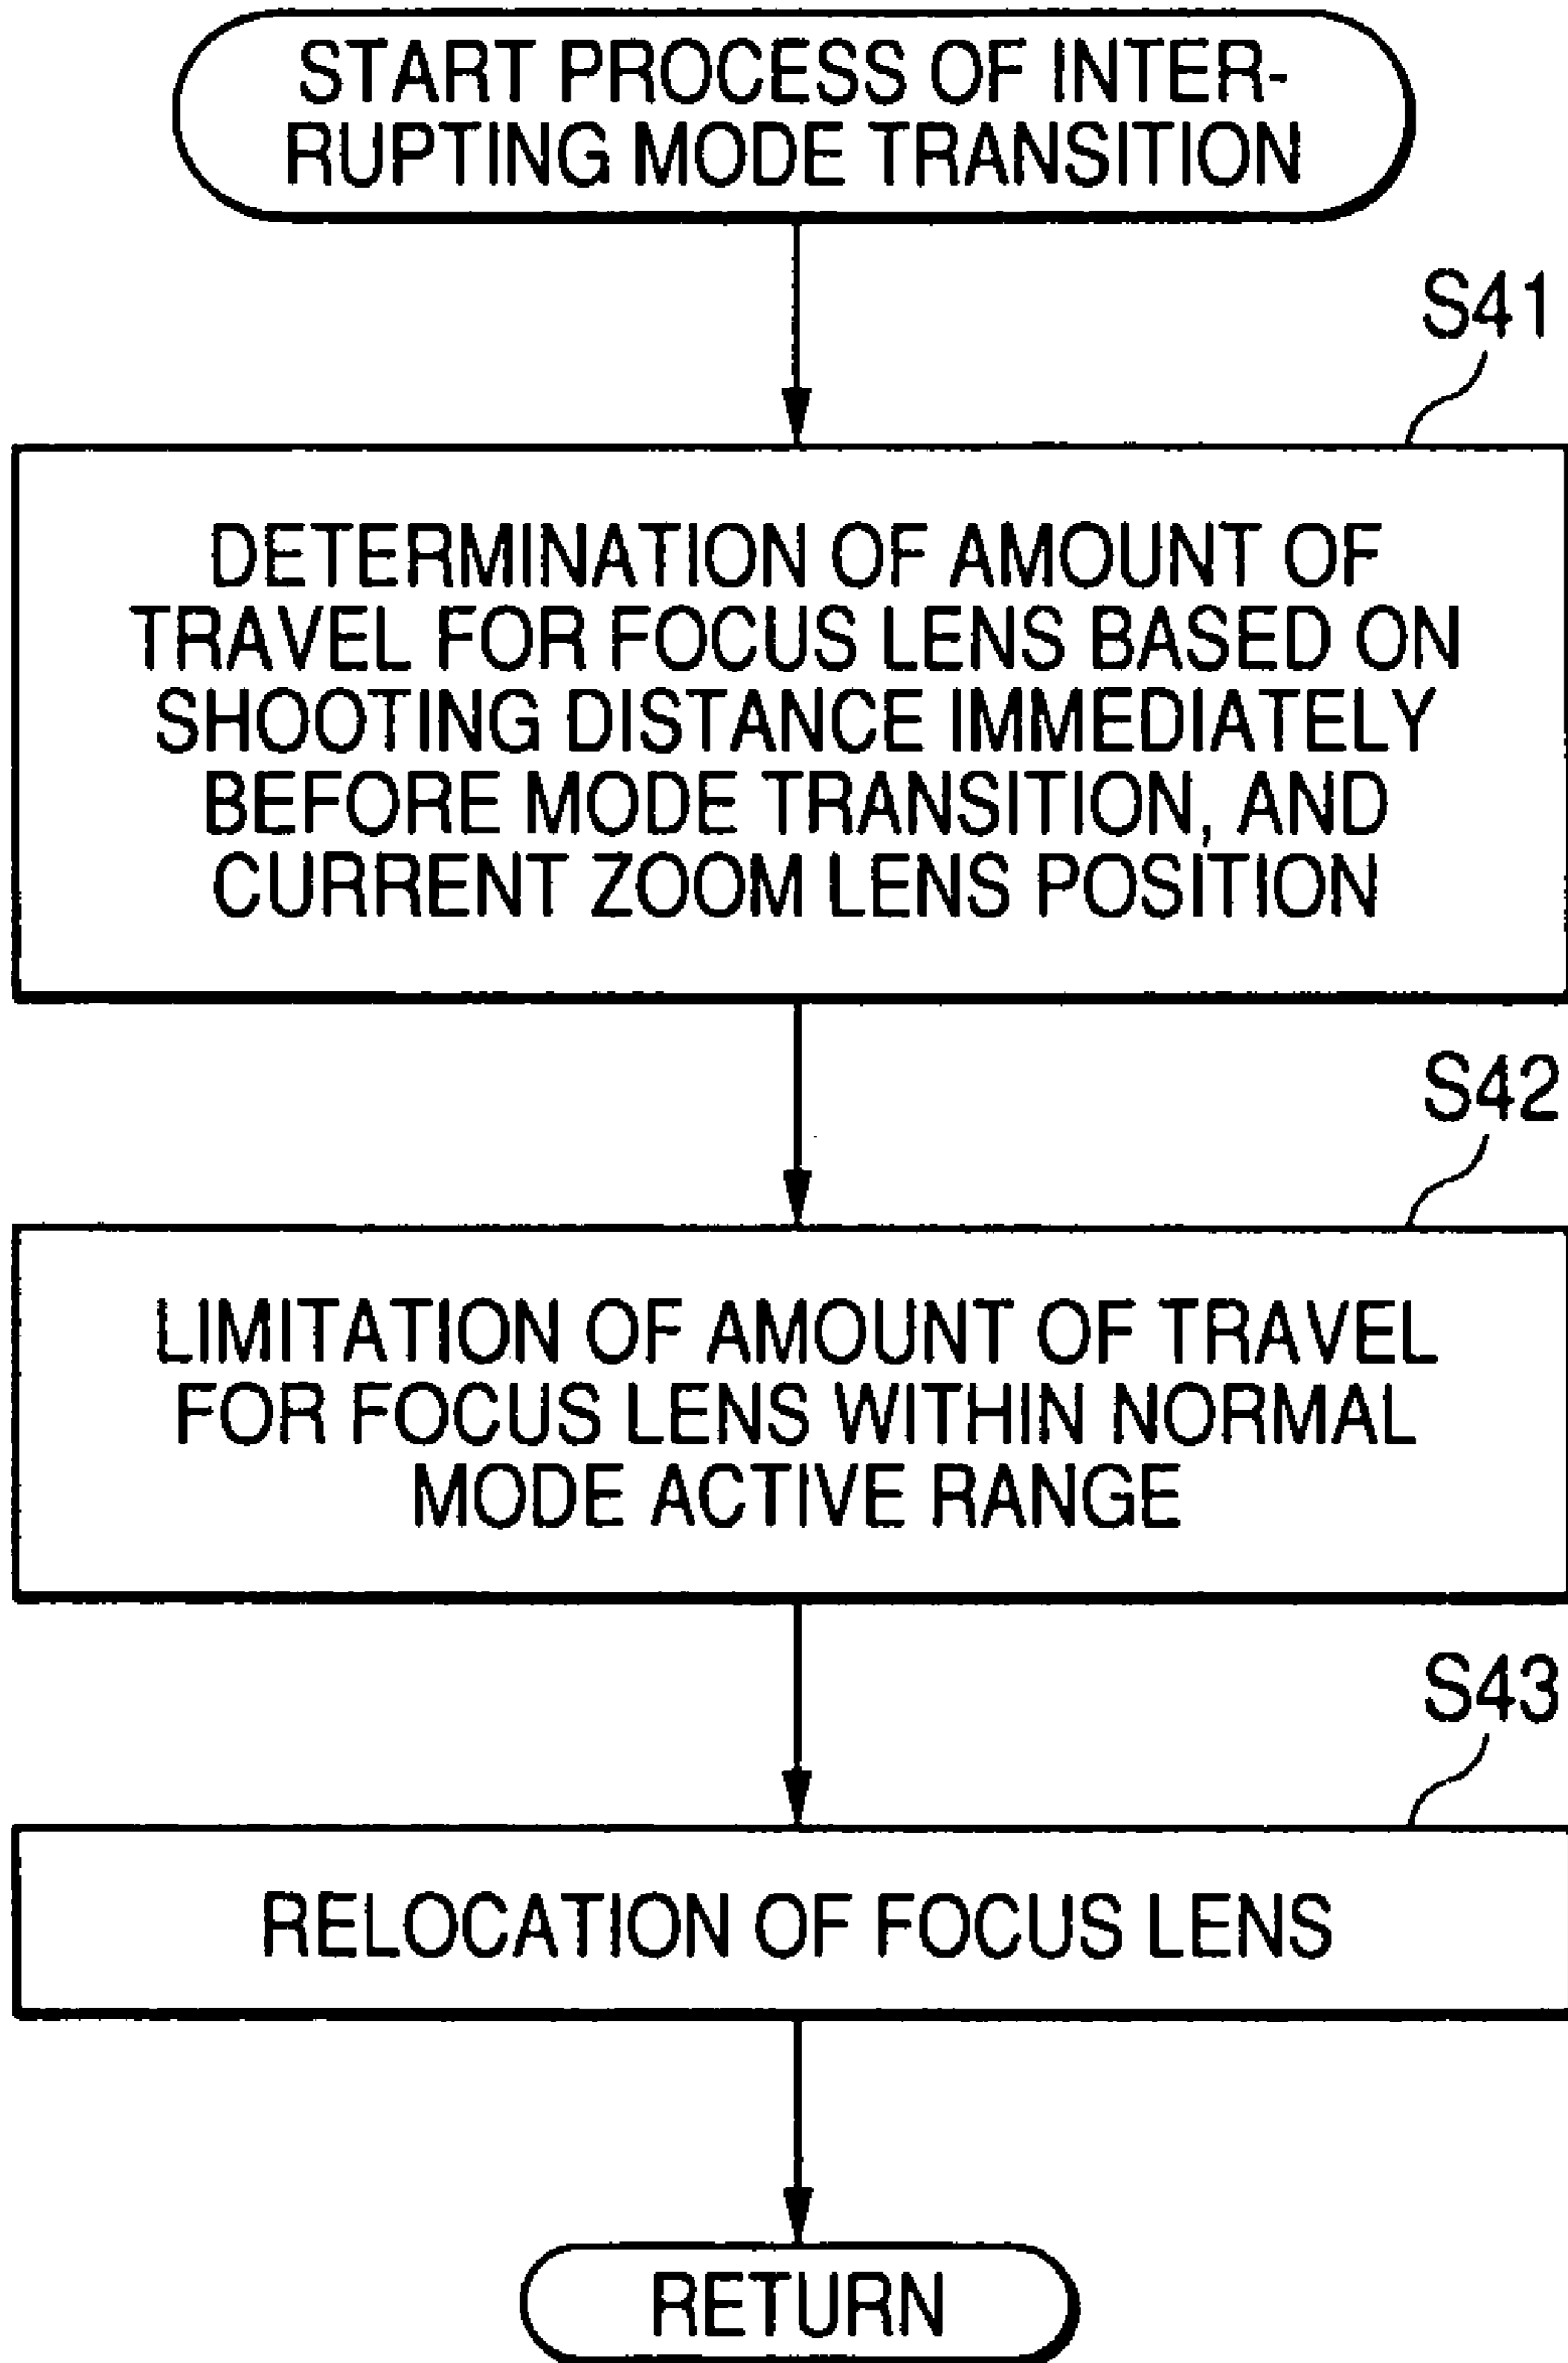 START PROCESS OF INTER-
RUPTING MODE TRANSITION
S41
DETERMINATION OF AMOUNT OF
TRAVEL FOR FOCUS LENS BASED ON
SHOOTING DISTANCE IMMEDIATELY
BEFORE MODE TRANSITION, AND
CURRENT ZOOM LENS POSITION
S42
LIMITATION OF AMOUNT OF TRAVEL
FOR FOCUS LENS WITHIN NORMAL
MODE ACTIVE RANGE
S43
RELOCATION OF FOCUS LENS
RETURN